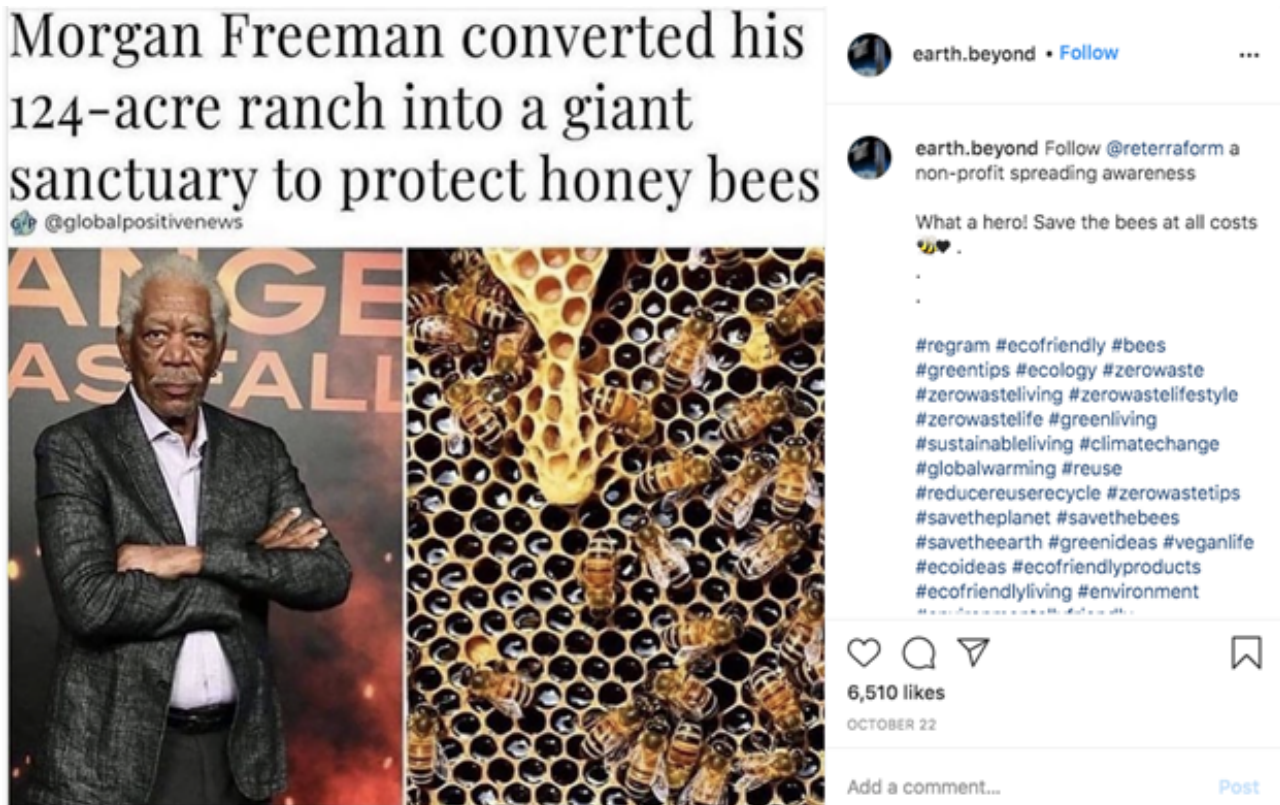 Morgan Freeman converted his
124-acre ranch into a giant
sanctuary to protect honey bees
G P @globalpositivenews
ANGE
AS FALL
earth.beyond • Follow
...
earth.beyond Follow @reterraform a
non-profit spreading awareness
What a hero! Save the bees at all costs
🐝🖤 .
.
.
#regram #ecofriendly #bees
#greentips #ecology #zerowaste
#zerowasteliving #zerowastelifestyle
#zerowastelife #greenliving
#sustainableliving #climatechange
#globalwarming #reuse
#reducereuserecycle #zerowastetips
#savetheplanet #savethebees
#savetheearth #greenideas #veganlife
#ecoideas #ecofriendlyproducts
#ecofriendlyliving #environment
6,510 likes
OCTOBER 22
Add a comment...
Post